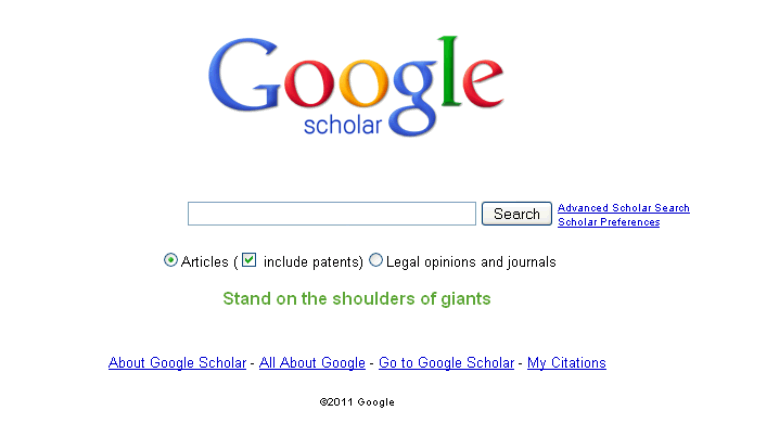 Google
scholar
Search
Advanced Scholar Search
Scholar Preferences
Articles ( include patents) Legal opinions and journals
Stand on the shoulders of giants
About Google Scholar - All About Google - Go to Google Scholar - My Citations
©2011 Google